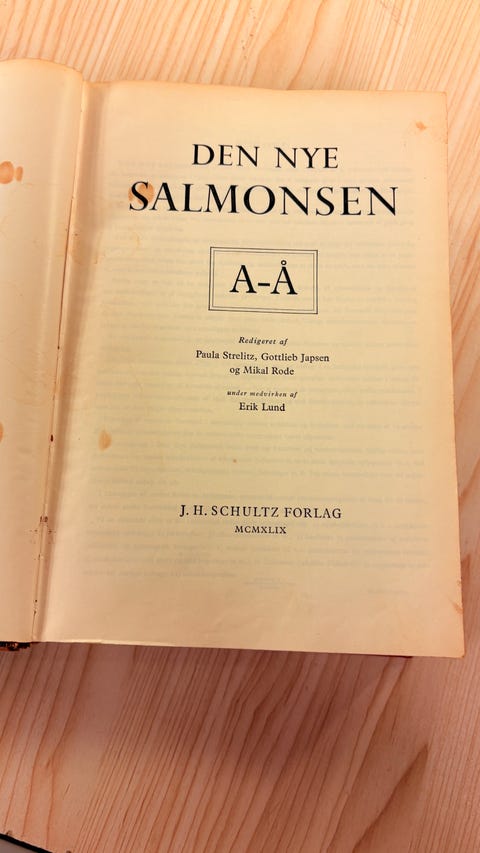 DEN NYE
SALMONSEN
A-Å
Redigeret af
Paula Strelitz, Gottlieb Japsen
og Mikal Rode
under medvirken af
Erik Lund
J. H. SCHULTZ FORLAG
MCMXLIX